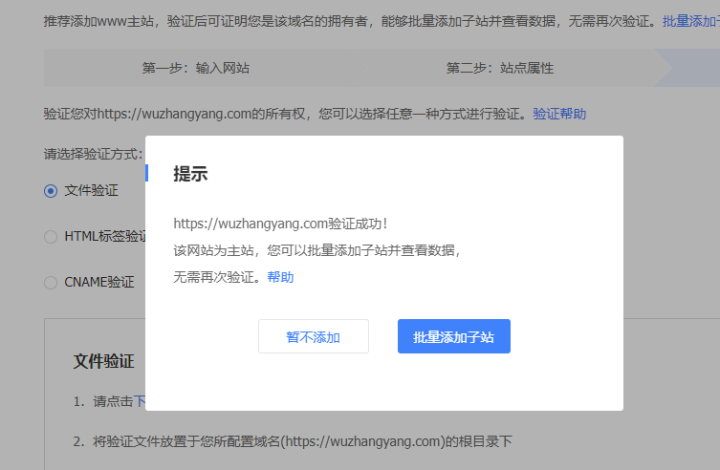 推荐添加www主站，验证后可证明您是该域名的拥有者，能够批量添加子站并查看数据，无需再次验证。批量添加
第一步：输入网站
第二步：站点属性
验证您对https://wuzhangyang.com的所有权，您可以选择任意一种方式进行验证。验证帮助
请选择验证方式：
文件验证
HTML标签验证
CNAME验证
提示
https://wuzhangyang.com验证成功！
该网站为主站，您可以批量添加子站并查看数据，
无需再次验证。帮助
暂不添加
批量添加子站
文件验证
1. 请点击下
2. 将验证文件放置于您所配置域名(https://wuzhangyang.com)的根目录下